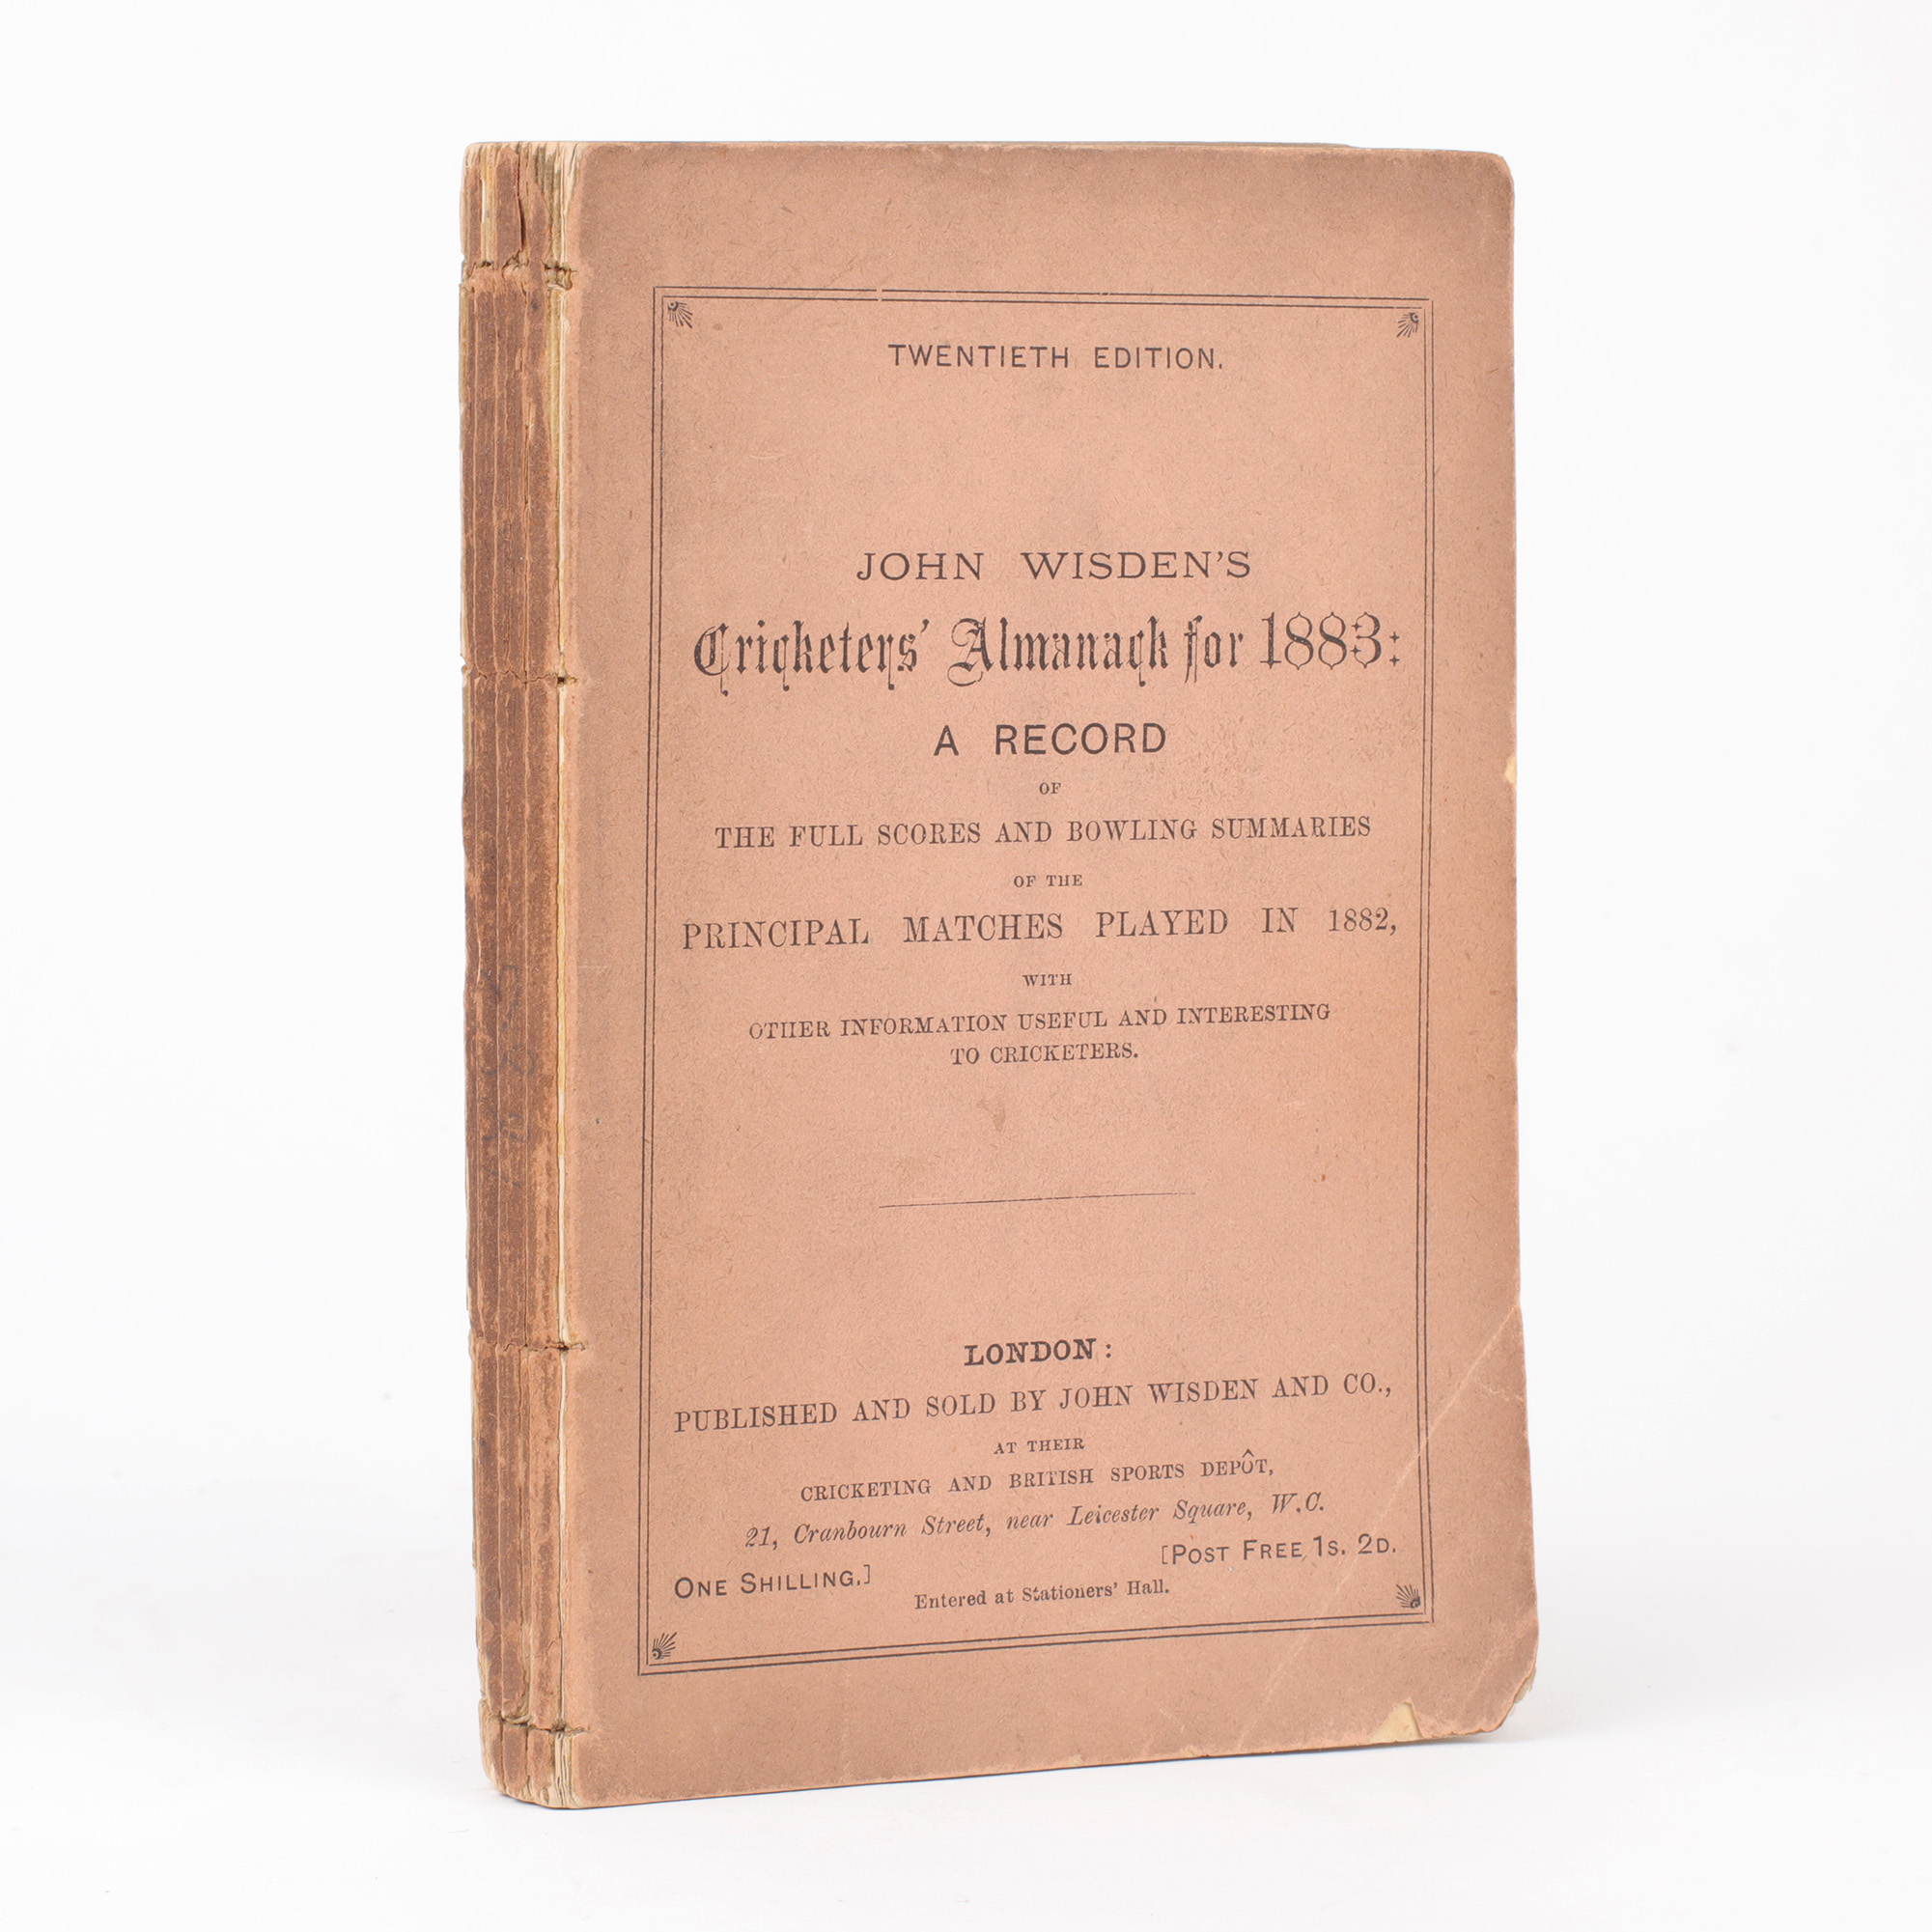 TWENTIETH EDITION.
JOHN WISDEN'S
Cricketers' Almanack for 1883:
A RECORD
OF
THE FULL SCORES AND BOWLING SUMMARIES
OF THE
PRINCIPAL MATCHES PLAYED IN 1882,
WITH
OTHER INFORMATION USEFUL AND INTERESTING
TO CRICKETERS.
LONDON:
PUBLISHED AND SOLD BY JOHN WISDEN AND CO.,
AT THEIR
CRICKETING AND BRITISH SPORTS DEPÔT,
21, Cranbourn Street, near Leicester Square, W.C.
ONE SHILLING.] [POST FREE 1S. 2D.
Entered at Stationers' Hall.